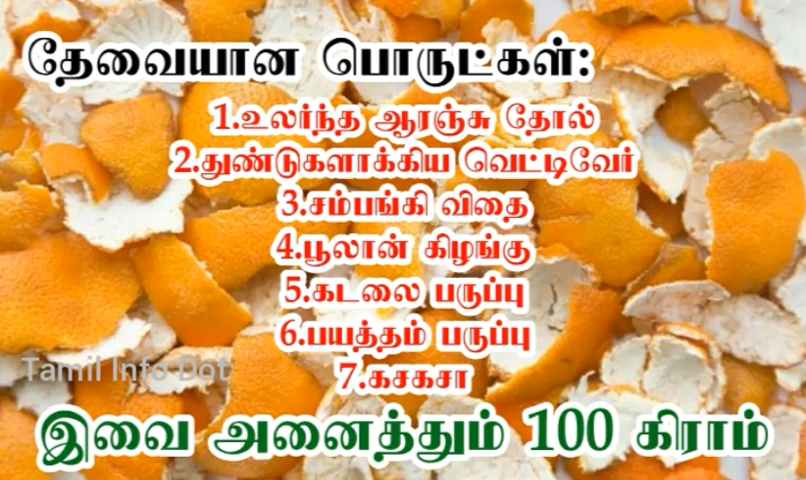 தேவையான பொருட்கள்:
1.உலர்ந்த ஆரஞ்சு தோல்
2.துண்டுகளாக்கிய வெட்டிவேர்
3.சம்பங்கி விதை
4.பூலான் கிழங்கு
5.கடலை பருப்பு
6.பயத்தம் பருப்பு
Tamil Info Dot
7.கசகசா
இவை அனைத்தும் 100 கிராம்